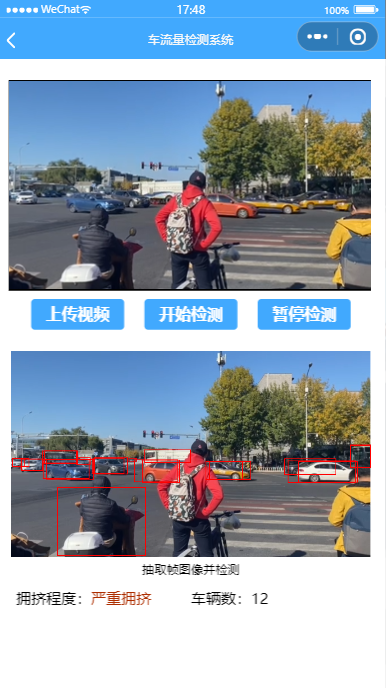 WeChat
17:48
100%
车流量检测系统
上传视频
开始检测
暂停检测
抽取帧图像并检测
拥挤程度：严重拥挤
车辆数：12